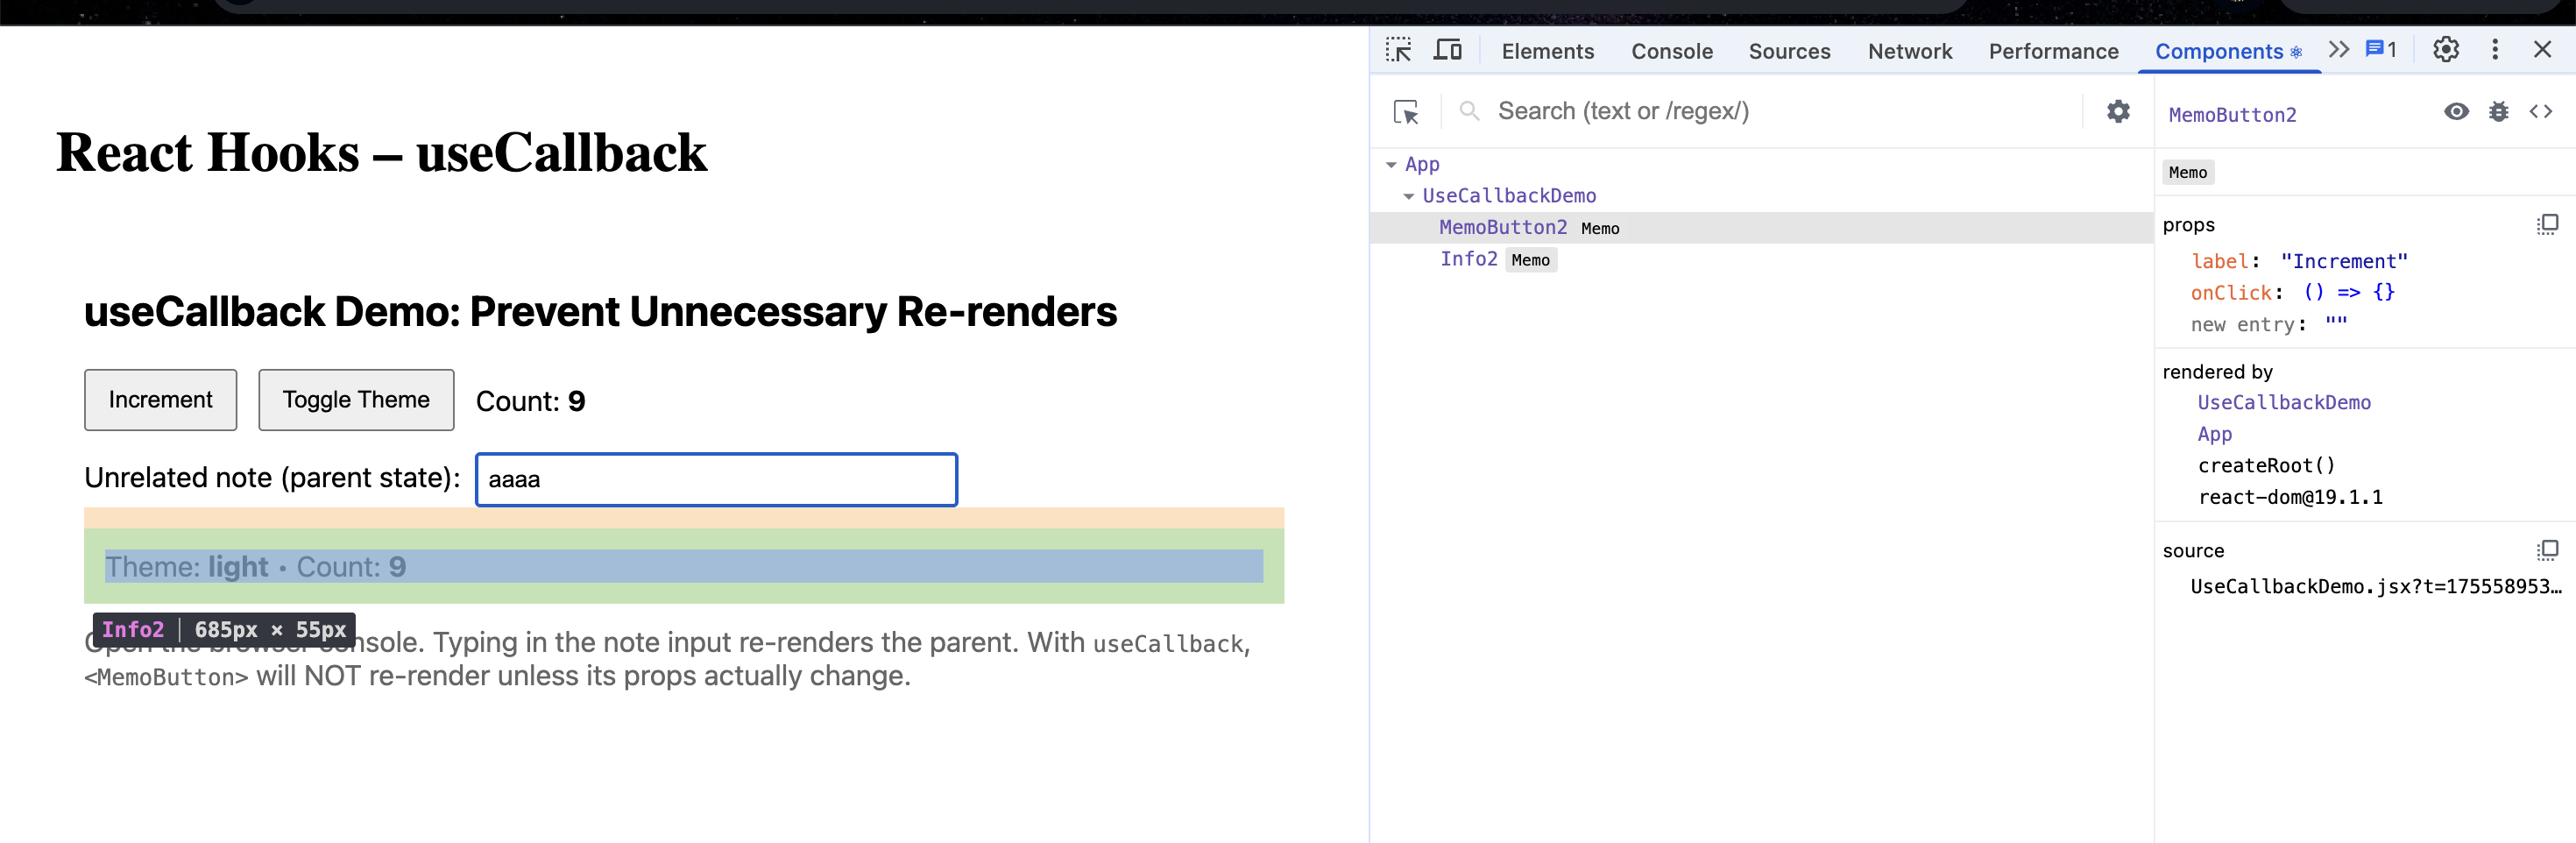 React Hooks – useCallback
useCallback Demo: Prevent Unnecessary Re-renders
Increment
Toggle Theme
Count: 9
Unrelated note (parent state):
aaaa
Theme: light • Count: 9
Info2 | 685px × 55px
Open the browser console. Typing in the note input re-renders the parent. With useCallback,
<MemoButton> will NOT re-render unless its props actually change.
Elements
Console
Sources
Network
Performance
Components
1
Search (text or /regex/)
App
UseCallbackDemo
MemoButton2 Memo
Info2 Memo
MemoButton2
Memo
props
label: "Increment"
onClick: () => {}
new entry: ""
rendered by
UseCallbackDemo
App
createRoot()
react-dom@19.1.1
source
UseCallbackDemo.jsx?t=175558953…